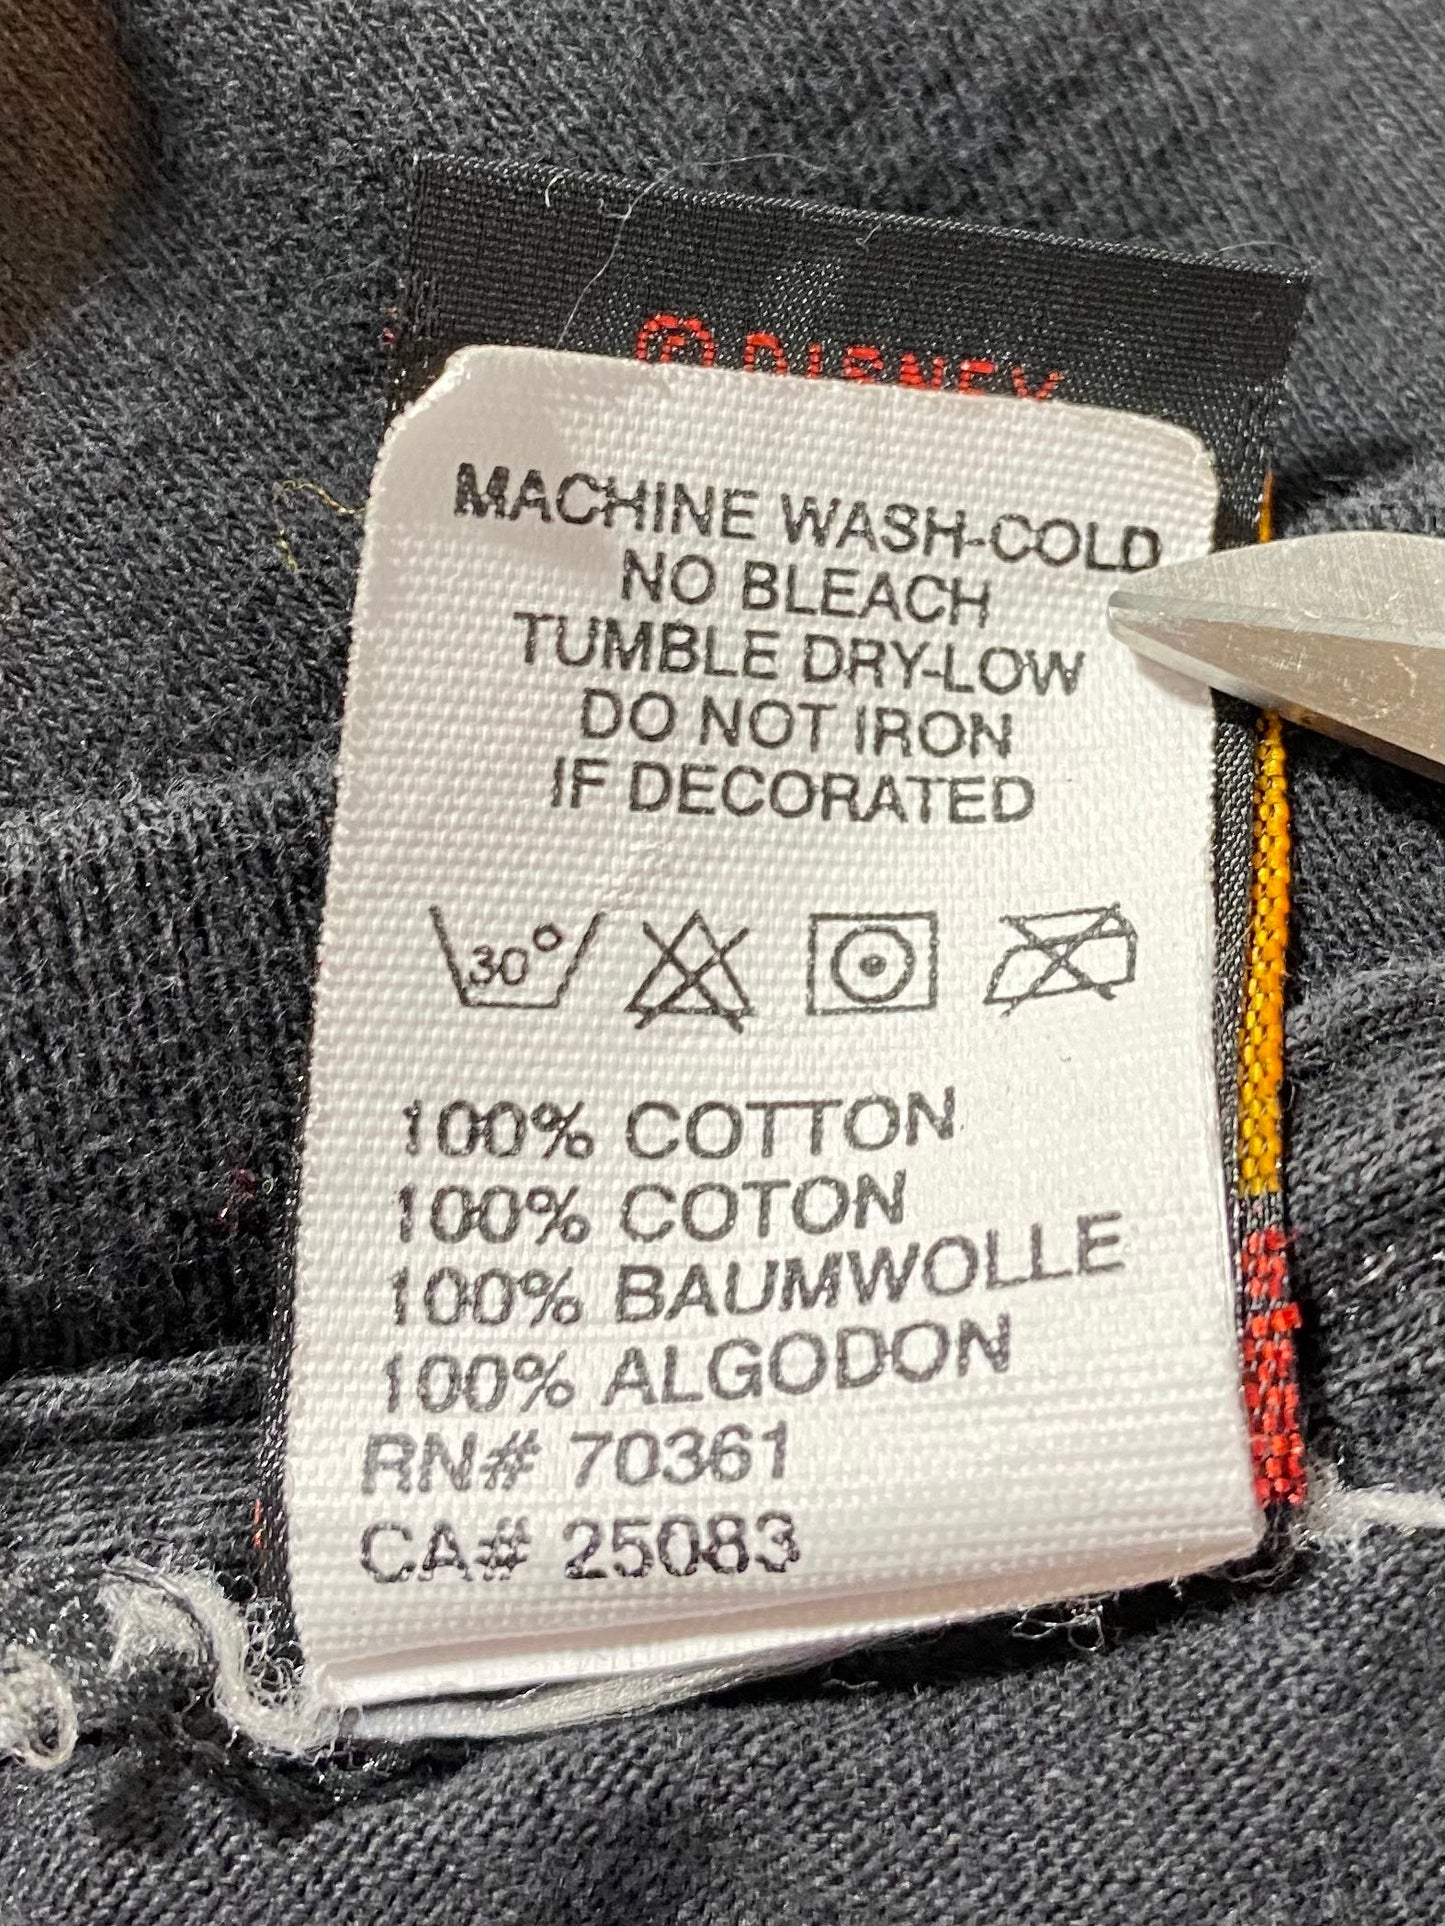 © DISNEY
MACHINE WASH-COLD
NO BLEACH
TUMBLE DRY-LOW
DO NOT IRON
IF DECORATED
30°
100% COTTON
100% COTON
100% BAUMWOLLE
100% ALGODON
RN# 70361
CA# 25083